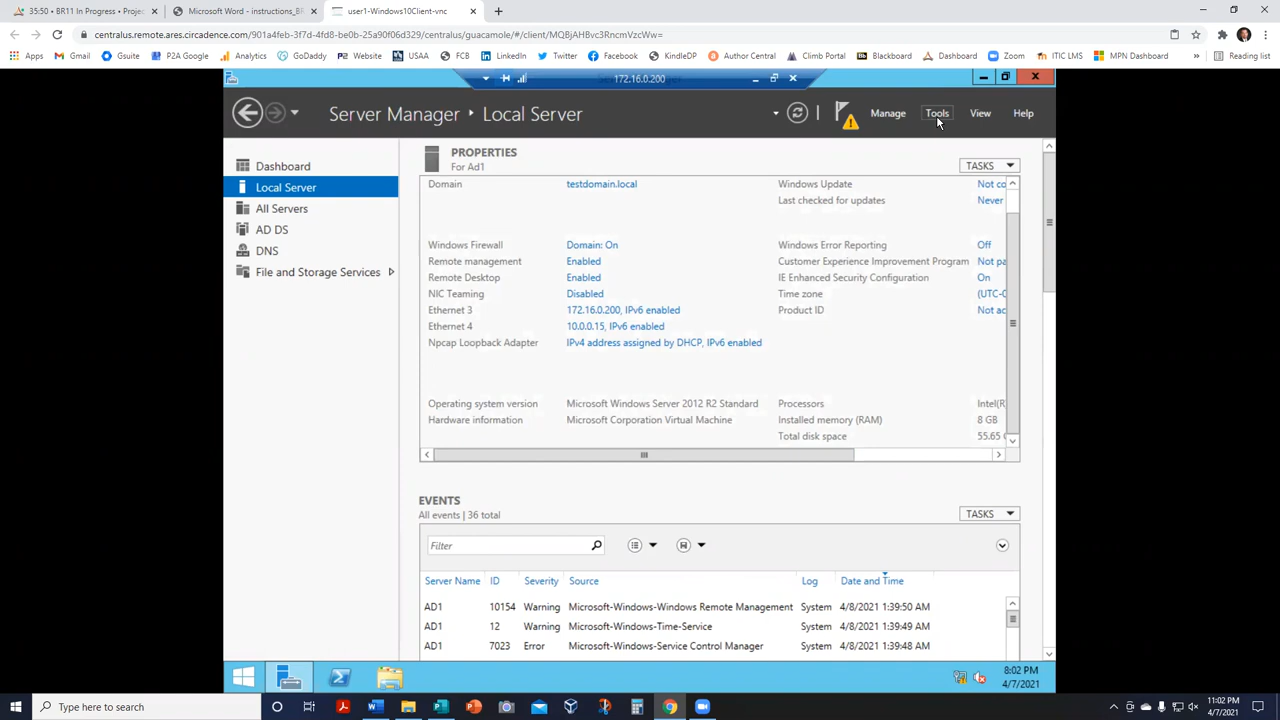 35:50 • BR11 In Progress • Projec
Microsoft Word - instructions_BR
user1-Windows10Client-vnc
centralus.remote.ares.circadence.com/901a4feb-3f7d-4fd8-be0b-25a90f06d329/centralus/guacamole/#/client/MQBjAHBvc3RncmVzcWw=
Apps
Gmail
Gsuite
P2A Google
Analytics
GoDaddy
Website
USAA
FCB
LinkedIn
Twitter
Facebook
KindleDP
Author Central
Climb Portal
Blackboard
Dashboard
Zoom
ITIC LMS
MPN Dashboard
Reading list
172.16.0.200
Server Manager
Local Server
Manage
Tools
View
Help
Dashboard
Local Server
All Servers
AD DS
DNS
File and Storage Services
PROPERTIES
For Ad1
TASKS
Domain testdomain.local Windows Update Not co
Last checked for updates Never
Windows Firewall Domain: On Windows Error Reporting Off
Remote management Enabled Customer Experience Improvement Program Not pa
Remote Desktop Enabled IE Enhanced Security Configuration On
NIC Teaming Disabled Time zone (UTC-0
Ethernet 3 172.16.0.200, IPv6 enabled Product ID Not ac
Ethernet 4 10.0.0.15, IPv6 enabled
Npcap Loopback Adapter IPv4 address assigned by DHCP, IPv6 enabled
Operating system version Microsoft Windows Server 2012 R2 Standard Processors Intel(R
Hardware information Microsoft Corporation Virtual Machine Installed memory (RAM) 8 GB
Total disk space 55.65
EVENTS
All events | 36 total
TASKS
Filter
Server Name ID Severity Source Log Date and Time
AD1 10154 Warning Microsoft-Windows-Windows Remote Management System 4/8/2021 1:39:50 AM
AD1 12 Warning Microsoft-Windows-Time-Service System 4/8/2021 1:39:49 AM
AD1 7023 Error Microsoft-Windows-Service Control Manager System 4/8/2021 1:39:48 AM
8:02 PM
4/7/2021
Type here to search
11:02 PM
4/7/2021